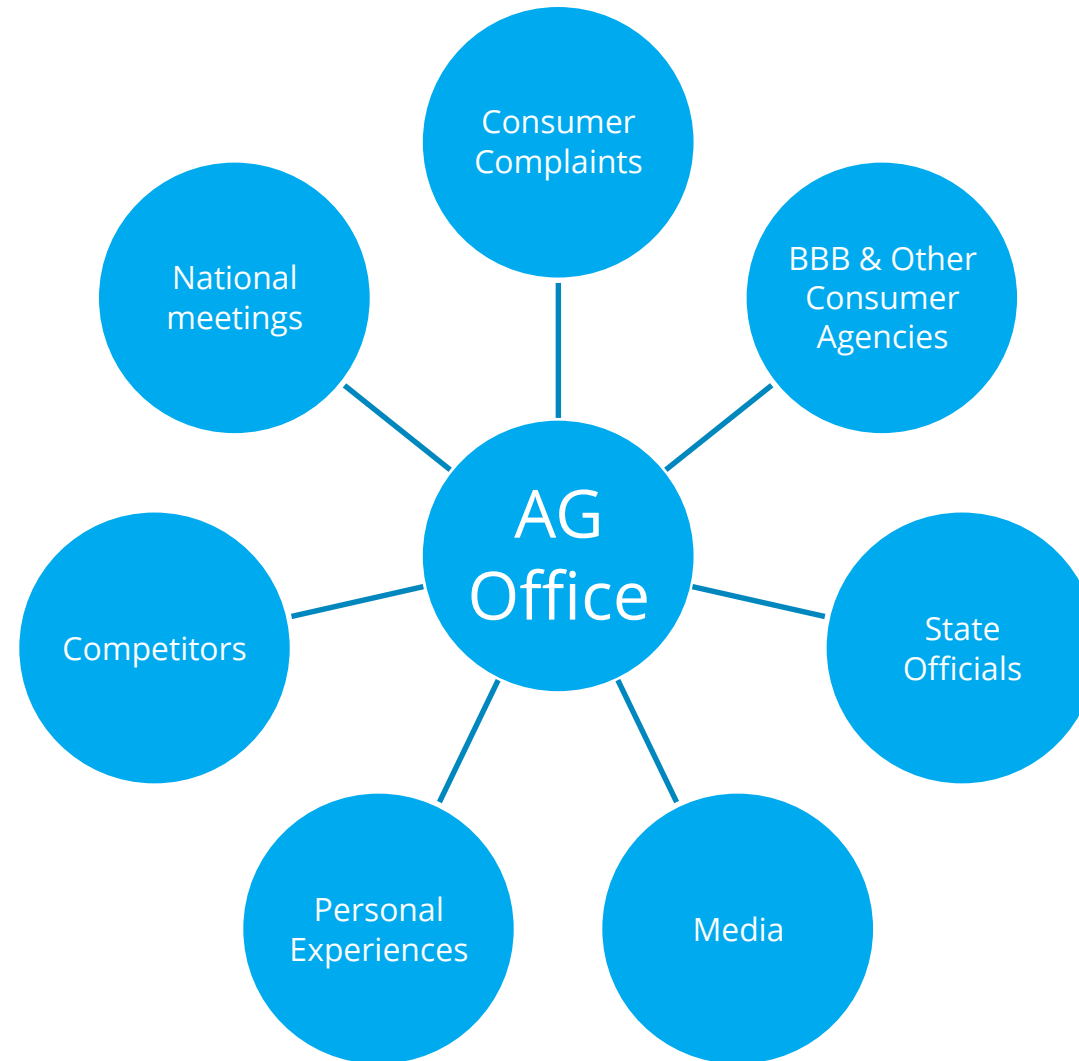 Consumer
Complaints
BBB & Other
Consumer
Agencies
National
meetings
AG
Office
State
Officials
Competitors
Personal
Experiences
Media